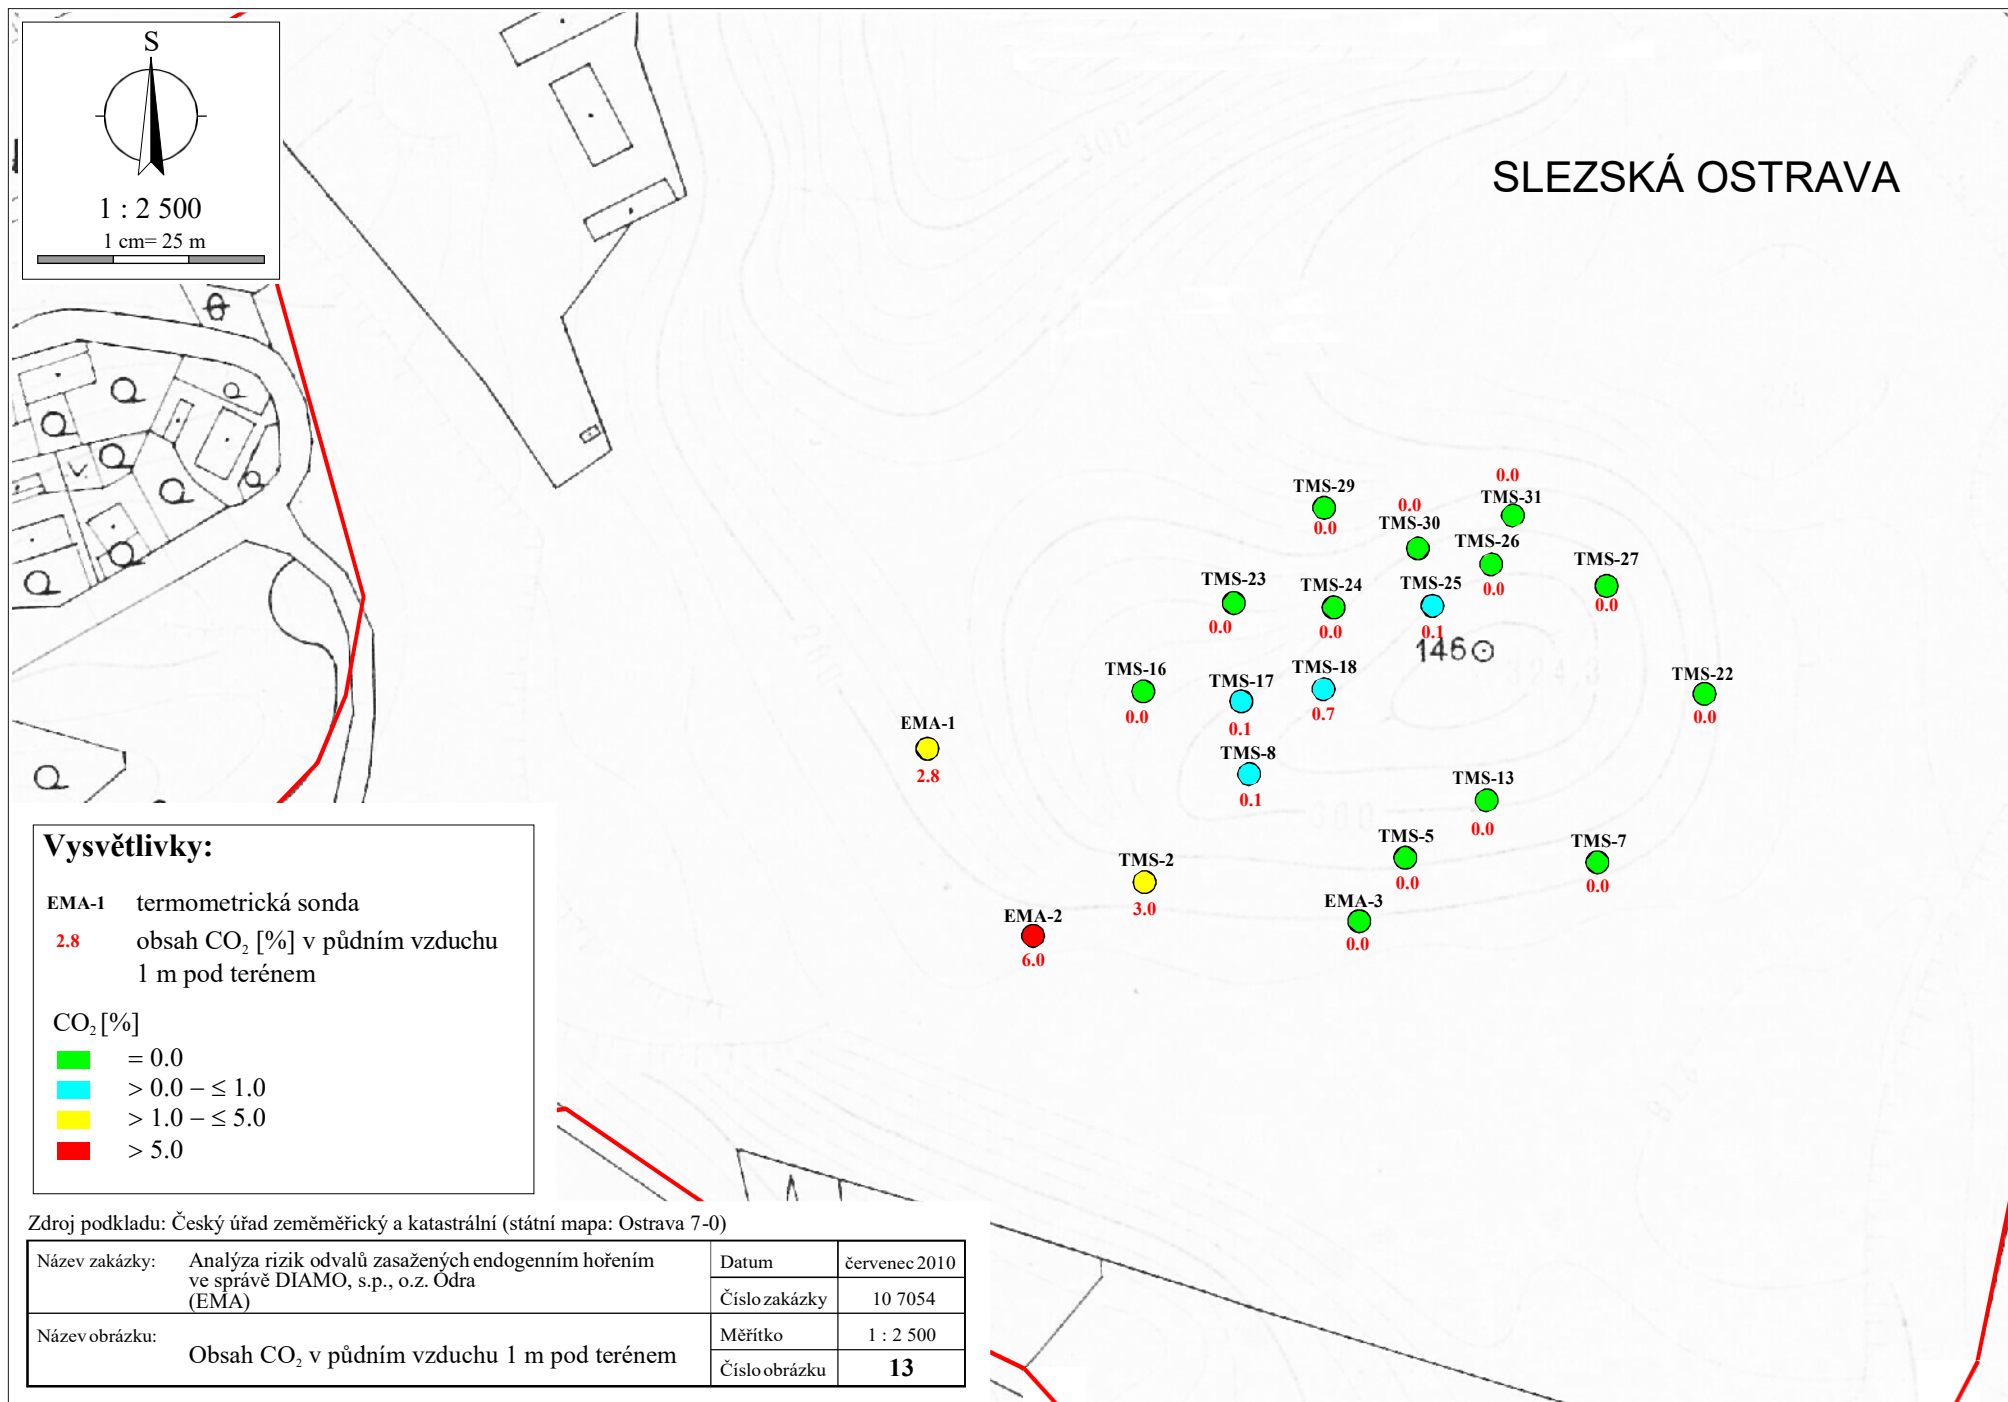 S
1 : 2 500
1 cm= 25 m
SLEZSKÁ OSTRAVA
300
0.0
TMS-29
0.0
TMS-31
0.0
TMS-30
TMS-26
0.0
TMS-27
0.0
TMS-23
0.0
TMS-24
0.0
TMS-25
0.1
146
TMS-16
0.0
TMS-17
0.1
TMS-18
0.7
TMS-22
0.0
EMA-1
2.8
TMS-8
0.1
TMS-13
0.0
300
TMS-5
0.0
TMS-7
0.0
TMS-2
3.0
EMA-3
0.0
EMA-2
6.0
Vysvětlivky:
EMA-1 termometrická sonda
2.8 obsah CO₂ [%] v půdním vzduchu
1 m pod terénem
CO₂ [%]
= 0.0
> 0.0 – ≤ 1.0
> 1.0 – ≤ 5.0
> 5.0
Zdroj podkladu: Český úřad zeměměřický a katastrální (státní mapa: Ostrava 7-0)
Název zakázky: Analýza rizik odvalů zasažených endogenním hořením
ve správě DIAMO, s.p., o.z. Odra
(EMA)
Datum červenec 2010
Číslo zakázky 10 7054
Název obrázku: Obsah CO₂ v půdním vzduchu 1 m pod terénem
Měřítko 1 : 2 500
Číslo obrázku 13